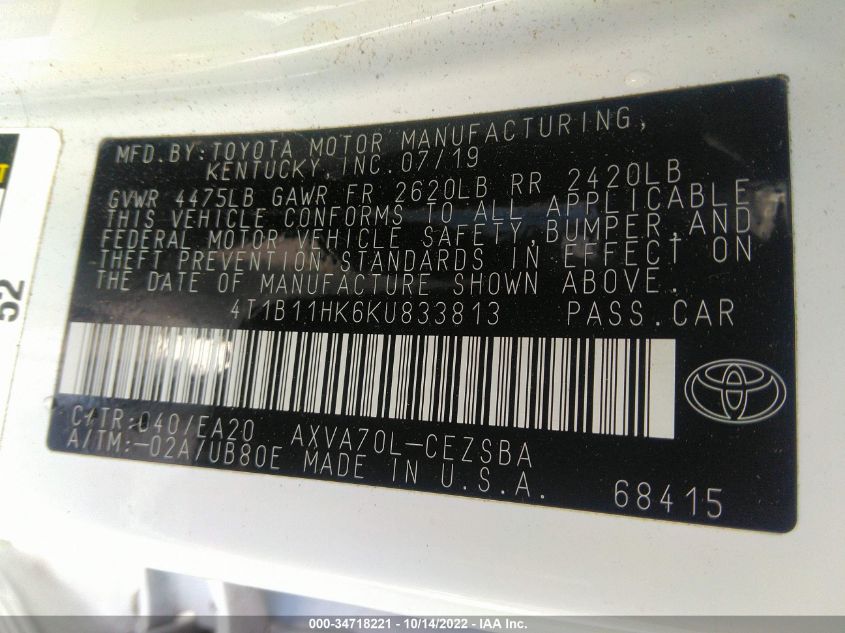 MFD.BY:TOYOTA MOTOR MANUFACTURING,
KENTUCKY,INC.07/19
GVWR 4475LB GAWR FR 2620LB RR 2420LB
THIS VEHICLE CONFORMS TO ALL APPLICABLE
FEDERAL MOTOR VEHICLE SAFETY,BUMPER,AND
THEFT PREVENTION STANDARDS IN EFFECT ON
THE DATE OF MANUFACTURE SHOWN ABOVE.
4T1B11HK6KU833813 PASS.CAR
C/TR:040/EA20 AXVA70L-CEZSBA
A/TM:-02A/UB80E MADE IN U.S.A.
68415
52
000-34718221 - 10/14/2022 - IAA Inc.